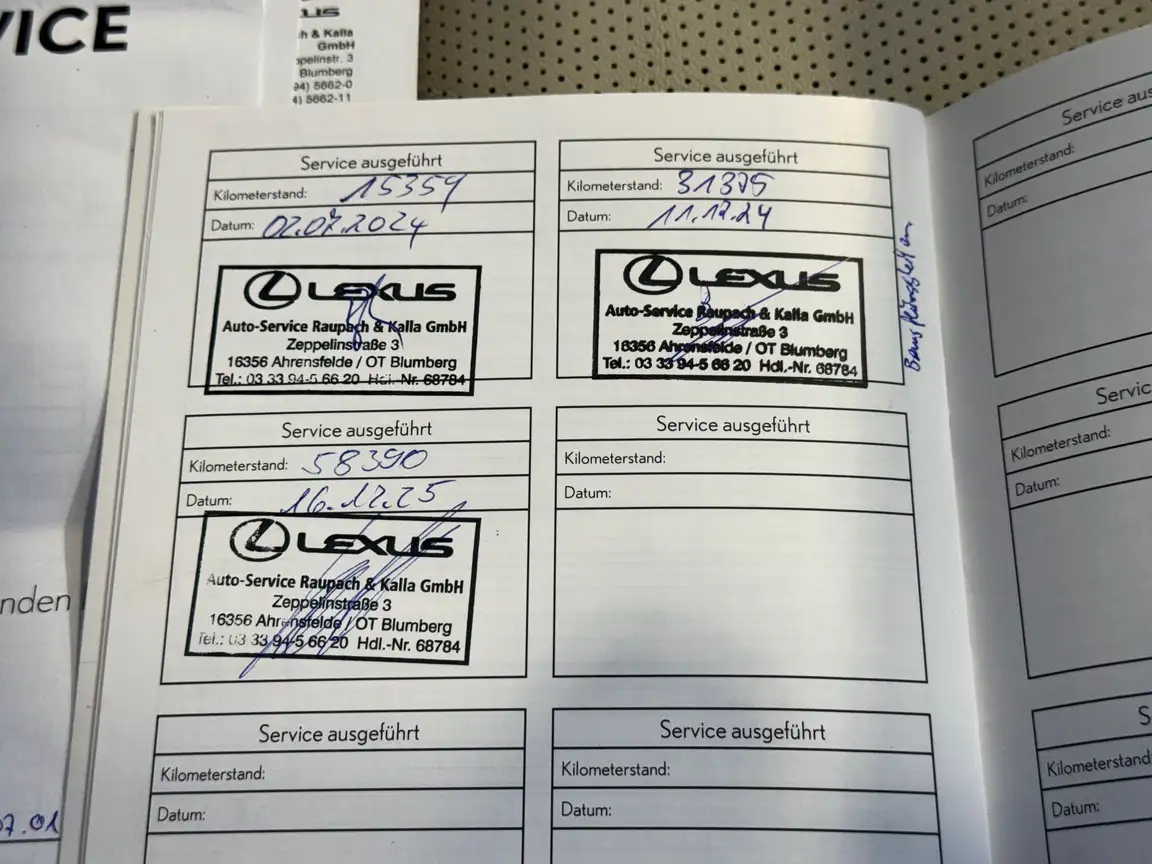 VICE
LEXUS
h & Kalla
GmbH
ppelinstr. 3
Blumberg
94) 5662-0
4) 5662-11
Service ausgeführt
Kilometerstand: 15359
Datum: 02.07.2024
LEXUS
Auto-Service Raupach & Kalla GmbH
Zeppelinstraße 3
16356 Ahrensfelde / OT Blumberg
Tel.: 03 33 94-5 66 20 Hdl.-Nr. 68784
Service ausgeführt
Kilometerstand: 31375
Datum: 11.12.24
LEXUS
Auto-Service Raupach & Kalla GmbH
Zeppelinstraße 3
16356 Ahrensfelde / OT Blumberg
Tel.: 03 33 94-5 66 20 Hdl.-Nr. 68784
Service ausgeführt
Kilometerstand: 58390
Datum: 16.12.25
LEXUS
Auto-Service Raupach & Kalla GmbH
Zeppelinstraße 3
16356 Ahrensfelde / OT Blumberg
Tel.: 03 33 94-5 66 20 Hdl.-Nr. 68784
Service ausgeführt
Kilometerstand:
Datum:
Service ausgeführt
Kilometerstand:
Datum:
Service ausgeführt
Kilometerstand:
Datum:
Service aus
Kilometerstand:
Datum:
Servic
Kilometerstand:
Datum:
S
Kilometerstand
Datum:
nden
07.01